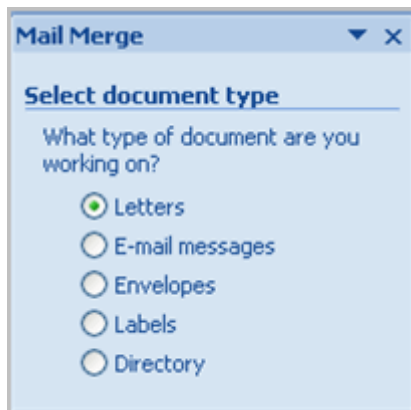 Mail Merge
Select document type
What type of document are you
working on?
Letters
E-mail messages
Envelopes
Labels
Directory